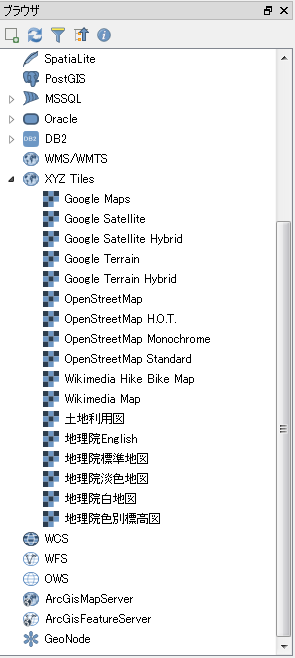 ブラウザ
SpatiaLite
PostGIS
MSSQL
Oracle
DB2 DB2
WMS/WMTS
XYZ Tiles
Google Maps
Google Satellite
Google Satellite Hybrid
Google Terrain
Google Terrain Hybrid
OpenStreetMap
OpenStreetMap H.O.T.
OpenStreetMap Monochrome
OpenStreetMap Standard
Wikimedia Hike Bike Map
Wikimedia Map
土地利用図
地理院English
地理院標準地図
地理院淡色地図
地理院白地図
地理院色別標高図
WCS
WFS
OWS
ArcGisMapServer
ArcGisFeatureServer
GeoNode